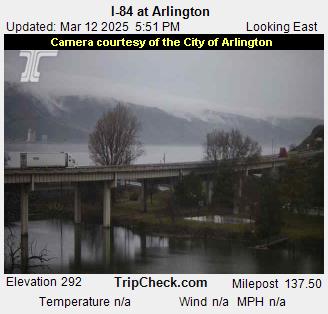 I-84 at Arlington
Updated: Mar 12 2025 5:51 PM Looking East
Camera courtesy of the City of Arlington
Elevation 292 TripCheck.com Milepost 137.50
Temperature n/a Wind n/a MPH n/a